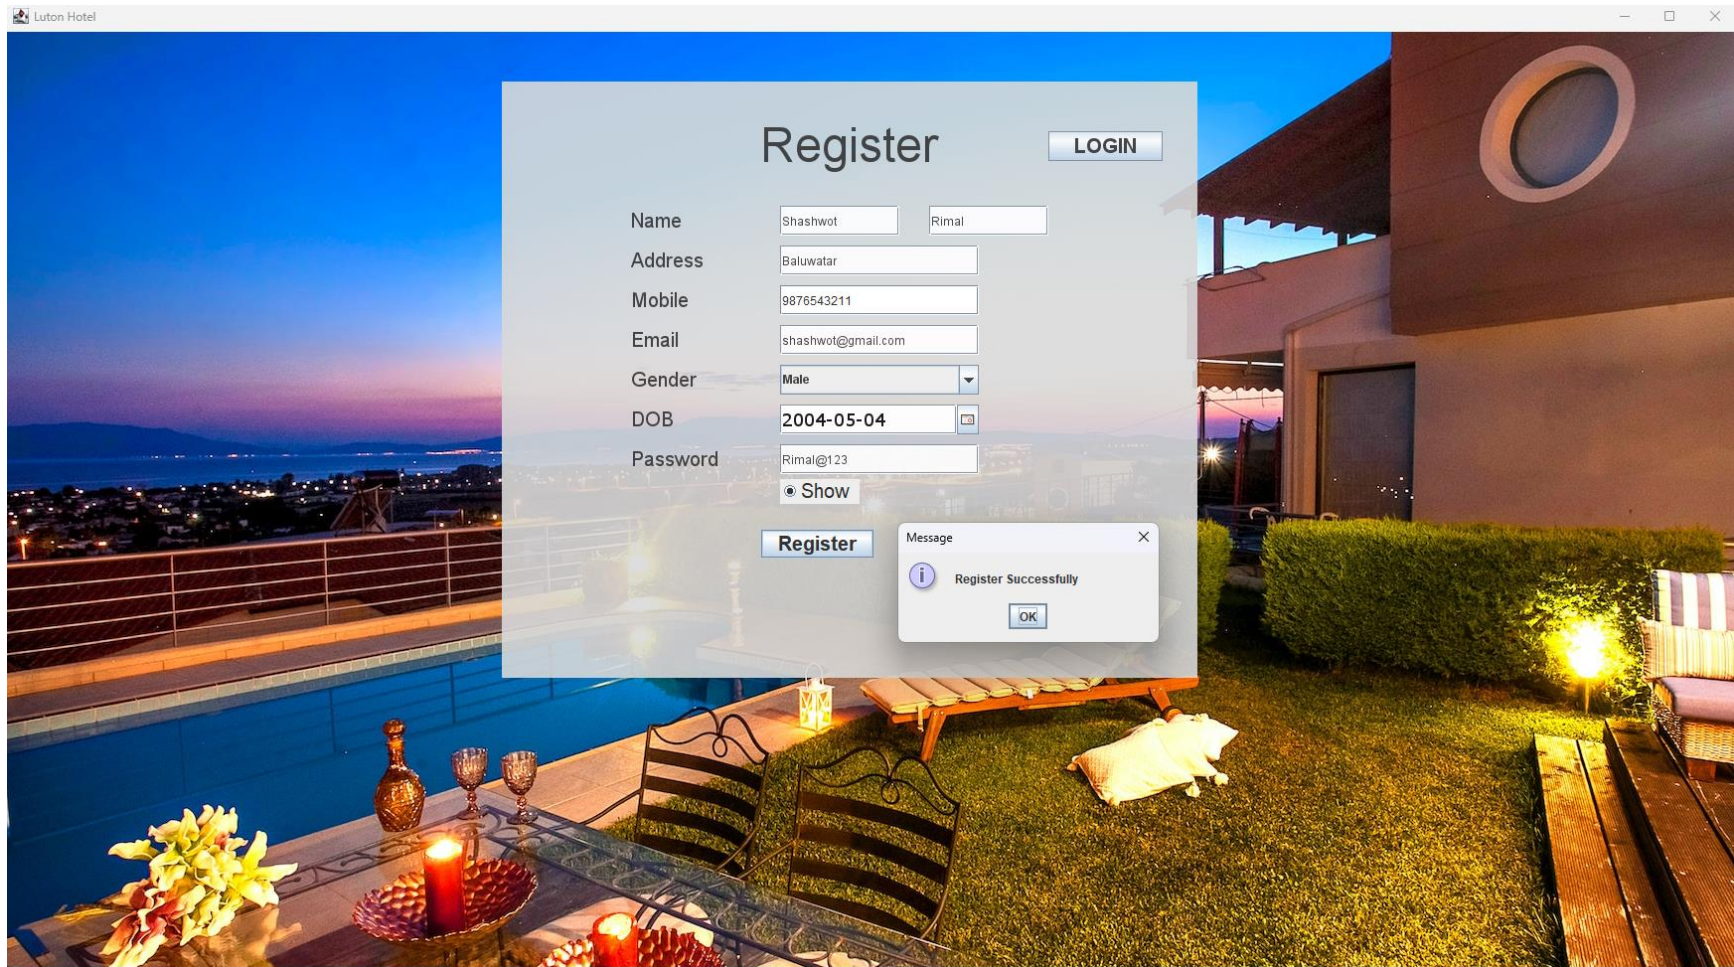 Luton Hotel
Register
LOGIN
Name Shashwot Rimal
Address Baluwatar
Mobile 9876543211
Email shashwot@gmail.com
Gender Male
DOB 2004-05-04
Password Rimal@123
Show
Register
Message
Register Successfully
OK